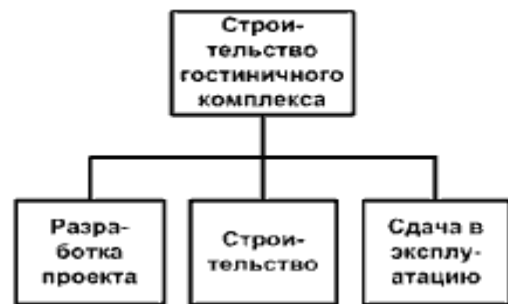 Строи-
тельство
гостиничного
комплекса
Разра-
ботка
проекта
Строи-
тельство
Сдача в
эксплу-
атацию